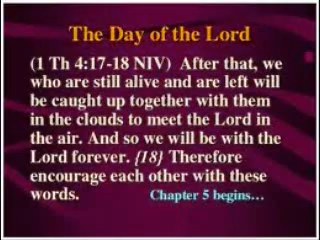 The Day of the Lord
(1 Th 4:17-18 NIV)  After that, we
who are still alive and are left will
be caught up together with them
in the clouds to meet the Lord in
the air. And so we will be with the
Lord forever. {18} Therefore
encourage each other with these
words. Chapter 5 begins…